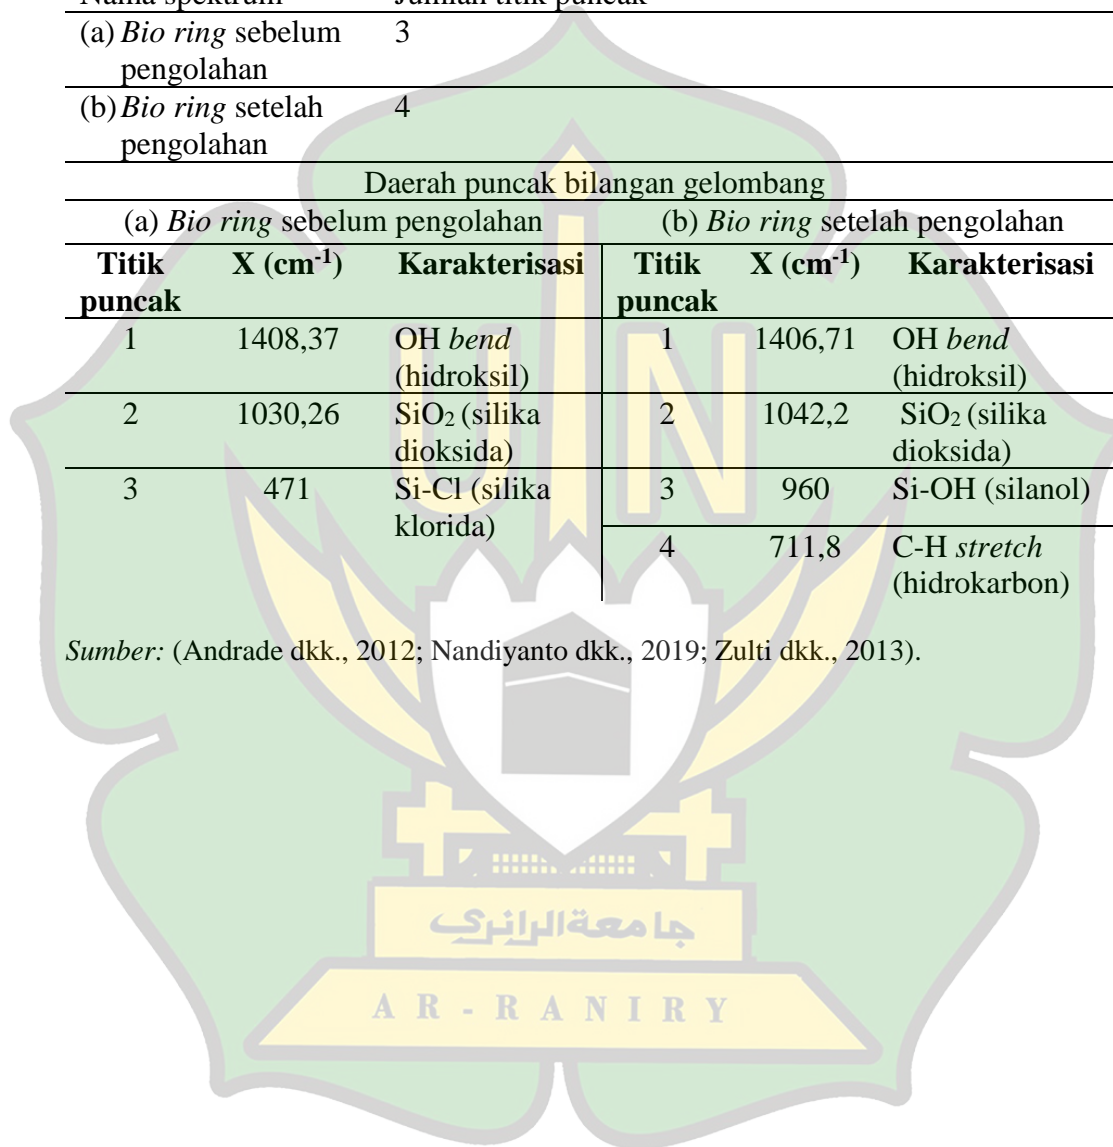 Nama spektrum Jumlah titik puncak
(a) Bio ring sebelum 3
pengolahan
(b) Bio ring setelah 4
pengolahan
Daerah puncak bilangan gelombang
(a) Bio ring sebelum pengolahan (b) Bio ring setelah pengolahan
Titik X (cm-1) Karakterisasi Titik X (cm-1) Karakterisasi
puncak puncak
1 1408,37 OH bend 1 1406,71 OH bend
(hidroksil) (hidroksil)
2 1030,26 SiO2 (silika 2 1042,2 SiO2 (silika
dioksida) dioksida)
3 471 Si-Cl (silika 3 960 Si-OH (silanol)
klorida)
4 711,8 C-H stretch
(hidrokarbon)
Sumber: (Andrade dkk., 2012; Nandiyanto dkk., 2019; Zulti dkk., 2013).
UIN
جامعة الرانري
AR-RANIRY